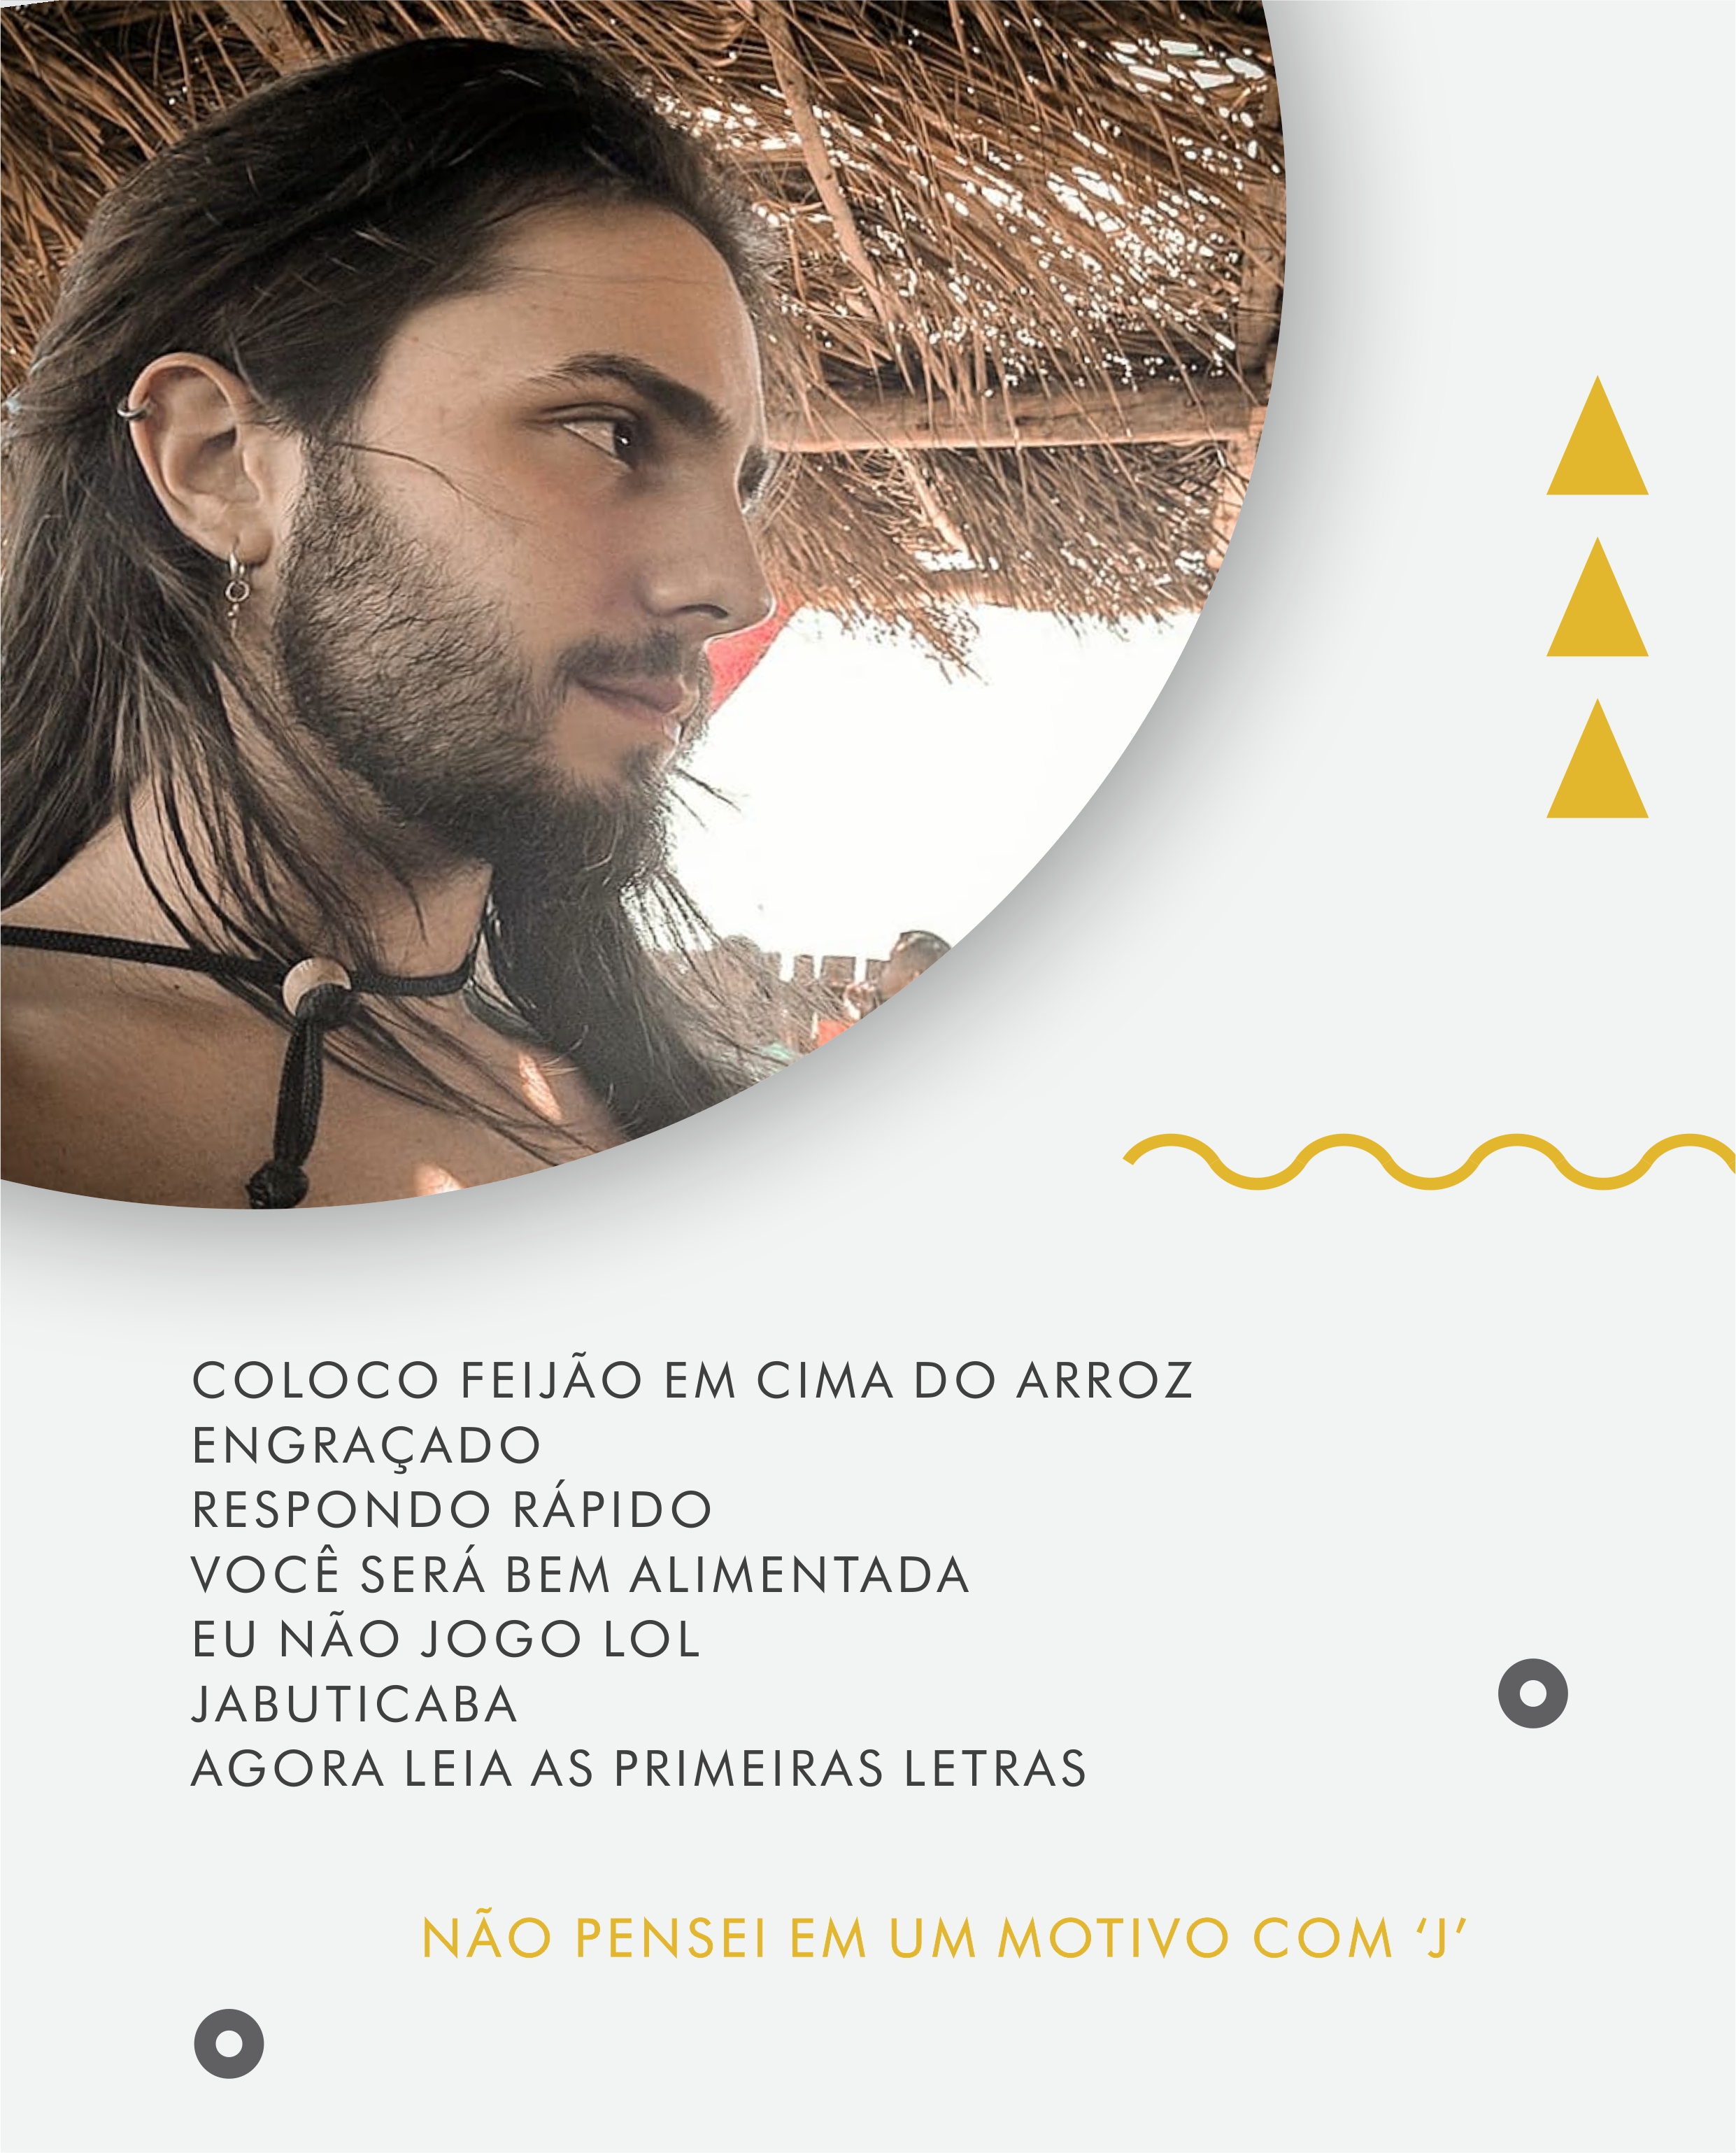 COLOCO FEIJÃO EM CIMA DO ARROZ
ENGRAÇADO
RESPONDO RÁPIDO
VOCÊ SERÁ BEM ALIMENTADA
EU NÃO JOGO LOL
JABUTICABA
AGORA LEIA AS PRIMEIRAS LETRAS
NÃO PENSEI EM UM MOTIVO COM ‘J’